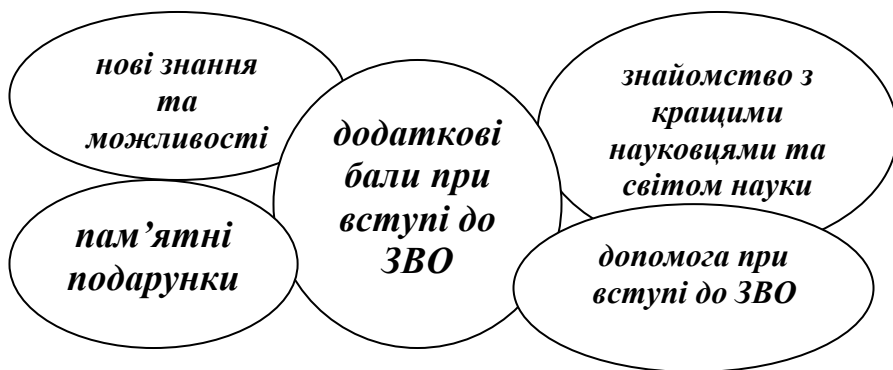 нові знання
та
можливості
пам’ятні
подарунки
додаткові
бали при
вступі до
ЗВО
знайомство з
кращими
науковцями та
світом науки
допомога при
вступі до ЗВО